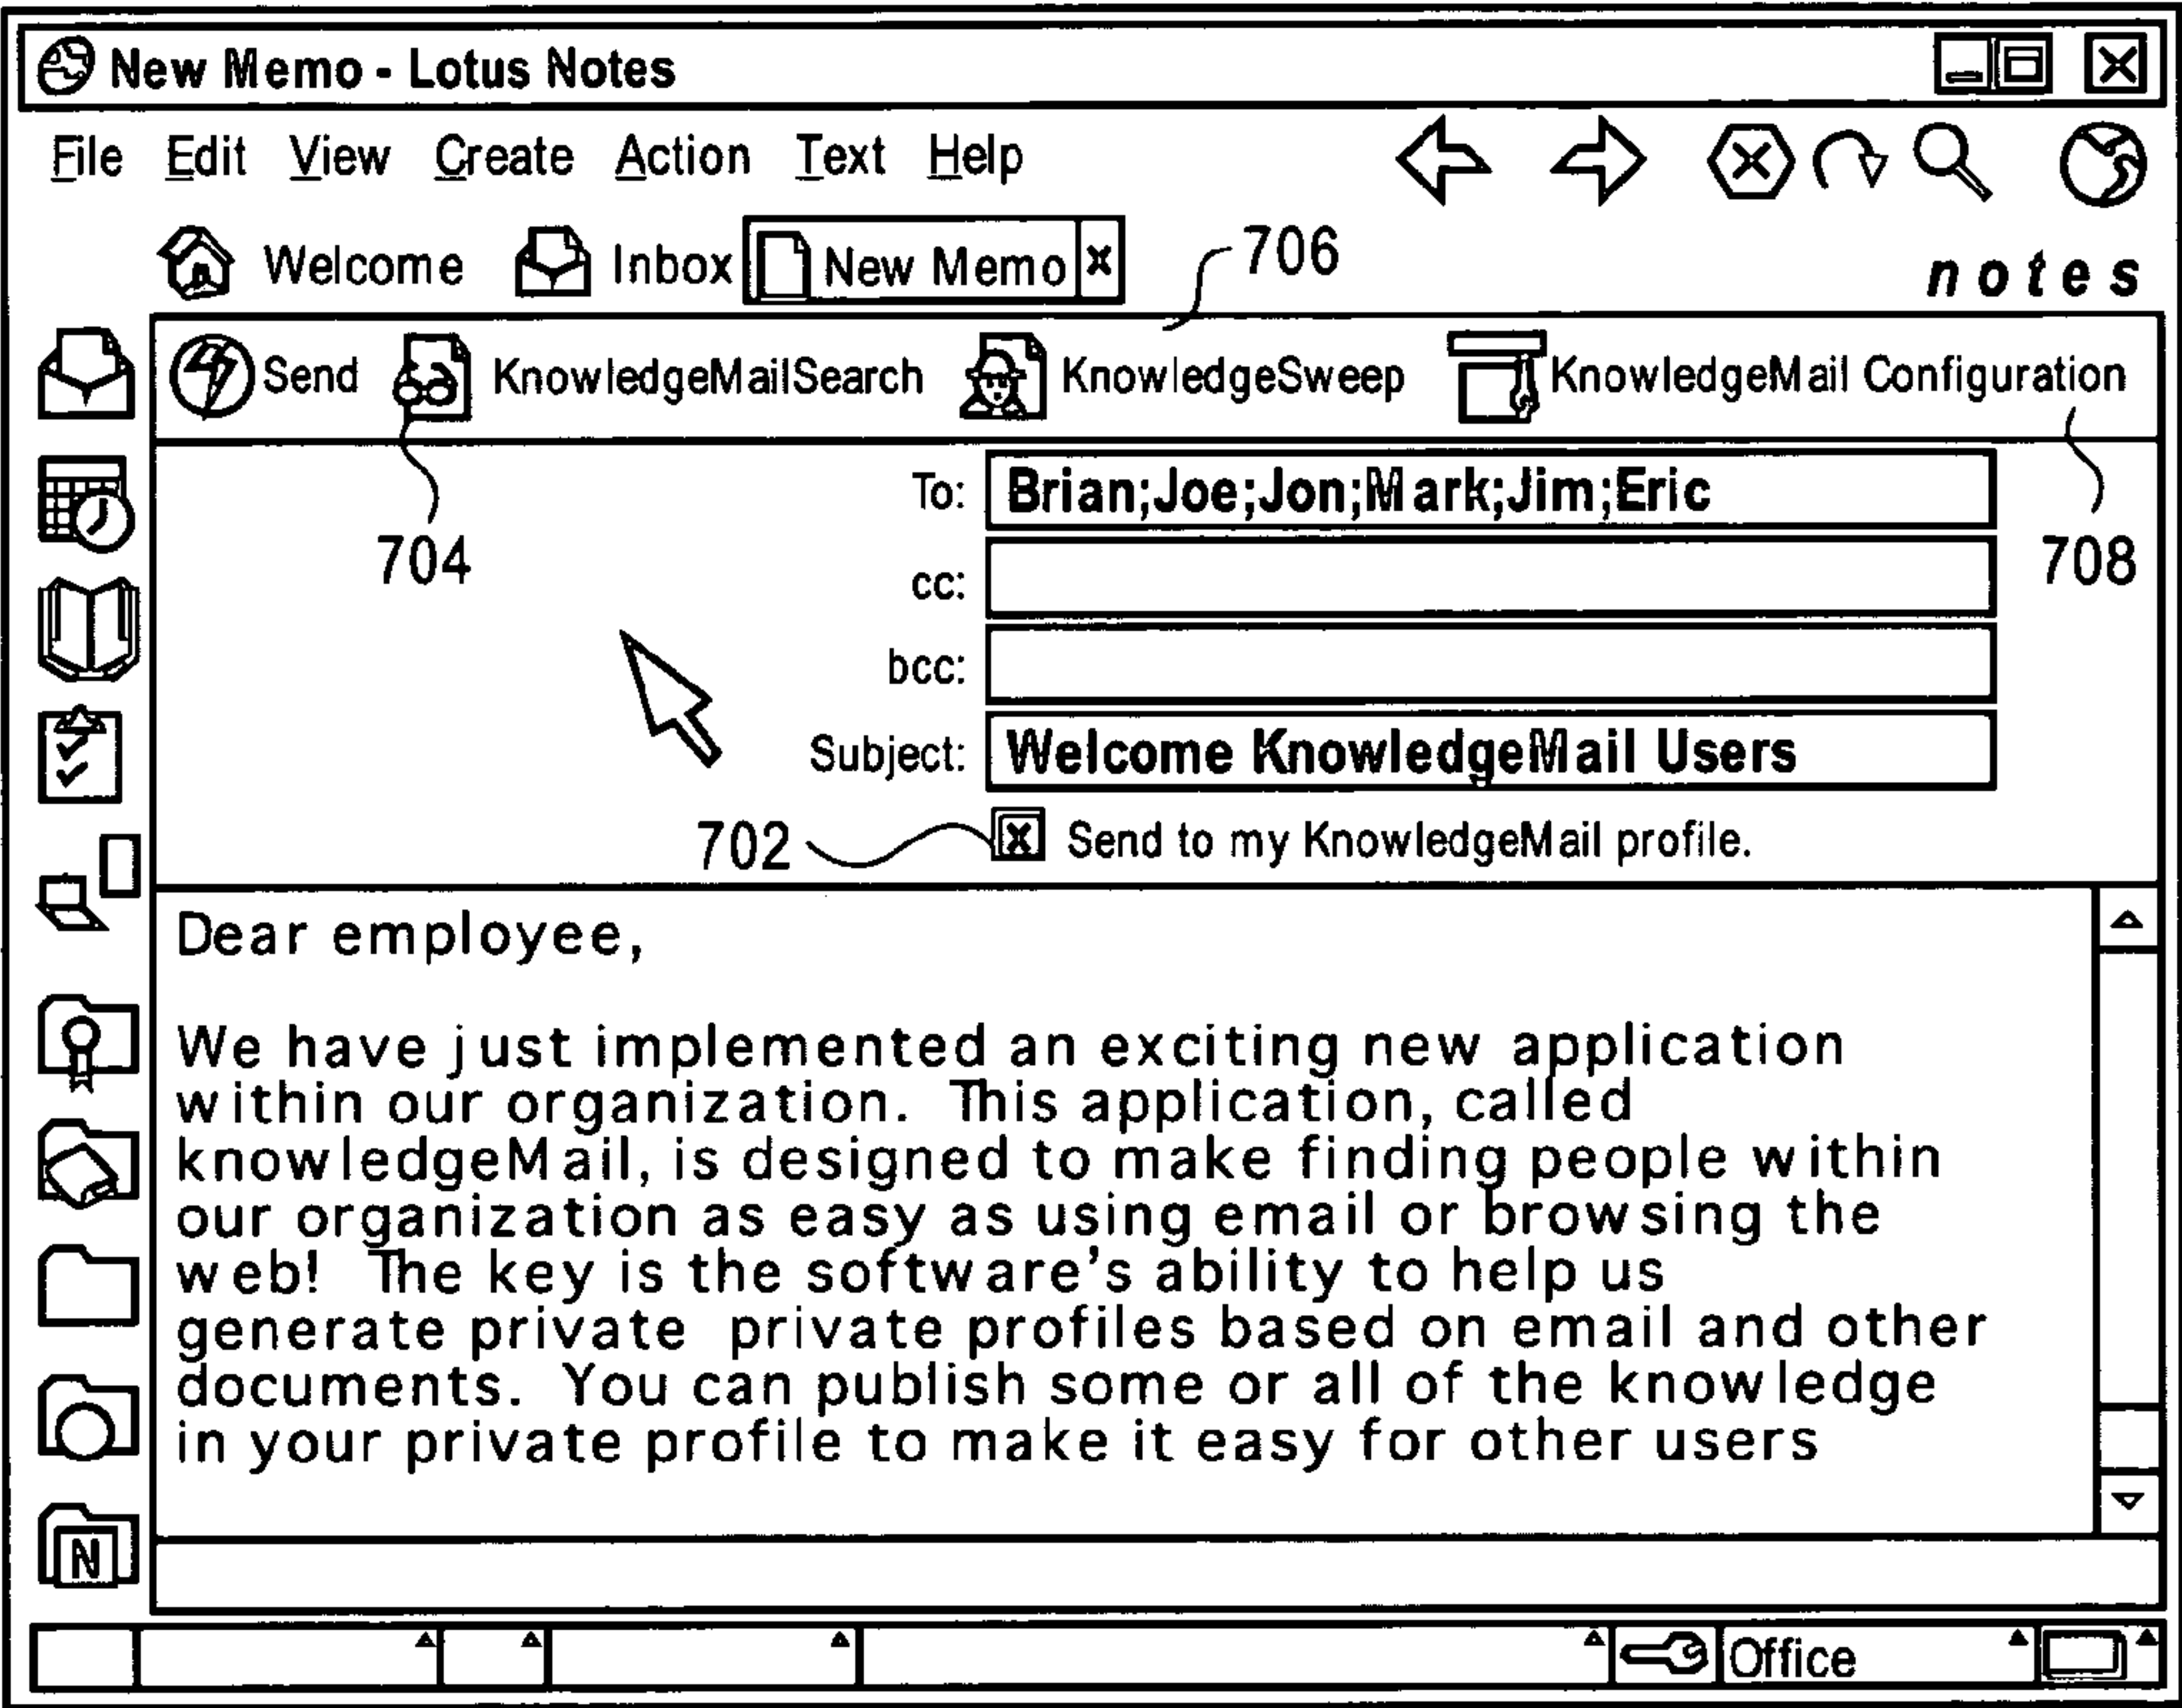 New Memo - Lotus Notes
File Edit View Create Action Text Help
Welcome Inbox New Memo x 706
notes
Send KnowledgeMailSearch KnowledgeSweep KnowledgeMail Configuration
To: Brian;Joe;Jon;Mark;Jim;Eric
704 cc: 708
bcc:
Subject: Welcome KnowledgeMail Users
702 x Send to my KnowledgeMail profile.
Dear employee,
We have just implemented an exciting new application
within our organization. This application, called
knowledgeMail, is designed to make finding people within
our organization as easy as using email or browsing the
web! The key is the software's ability to help us
generate private private profiles based on email and other
documents. You can publish some or all of the knowledge
in your private profile to make it easy for other users
N
Office